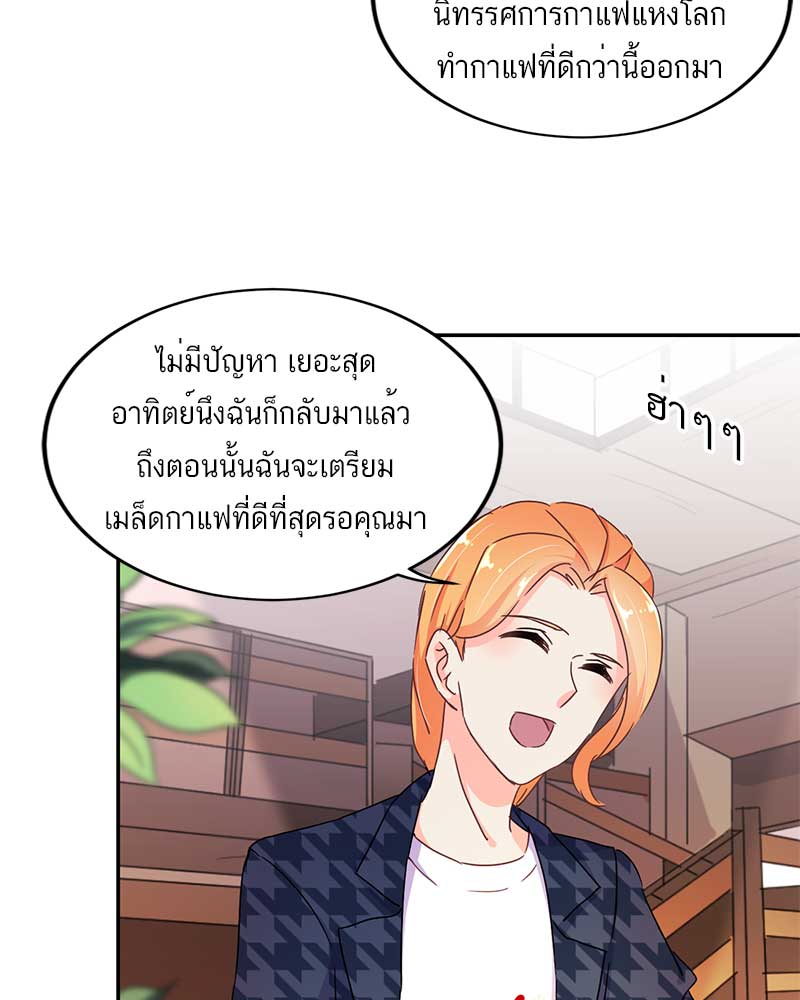 นิทรรศการกาแฟแหงโลก
ทำกาแฟที่ดีกว่านี้ออกมา
ไม่มีปัญหา เยอะสุด
อาทิตย์นึงฉันก็กลับมาแล้ว
ถึงตอนนั้นฉันจะเตรียม
เมล็ดกาแฟที่ดีที่สุดรอคุณมา
ฮ่าๆๆ